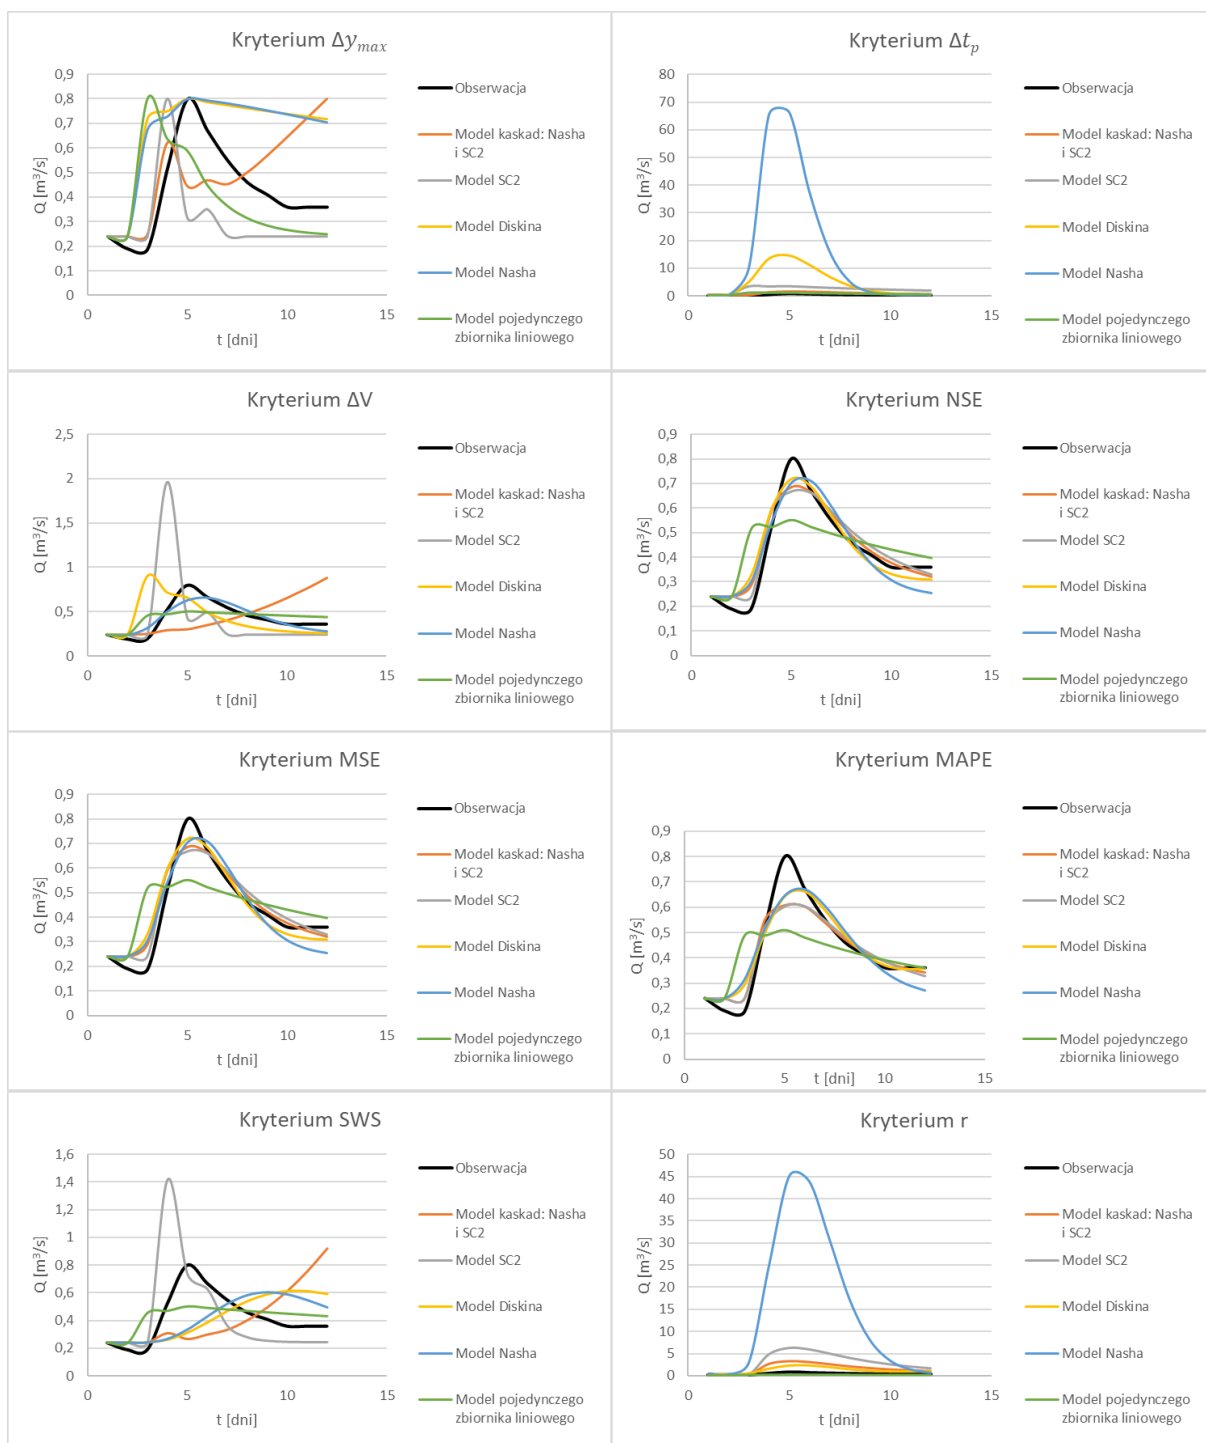 Kryterium Δy_max
0,9
0,8
0,7
0,6
0,5
0,4
0,3
0,2
0,1
0
0
5
10
15
Q [m³/s]
t [dni]
Obserwacja
Model kaskad: Nasha
i SC2
Model SC2
Model Diskina
Model Nasha
Model pojedynczego
zbiornika liniowego
Kryterium Δt_p
80
70
60
50
40
30
20
10
0
0
5
10
15
Q [m³/s]
t [dni]
Obserwacja
Model kaskad: Nasha
i SC2
Model SC2
Model Diskina
Model Nasha
Model pojedynczego
zbiornika liniowego
Kryterium ΔV
2,5
2
1,5
1
0,5
0
0
5
10
15
Q [m³/s]
t [dni]
Obserwacja
Model kaskad: Nasha
i SC2
Model SC2
Model Diskina
Model Nasha
Model pojedynczego
zbiornika liniowego
Kryterium NSE
0,9
0,8
0,7
0,6
0,5
0,4
0,3
0,2
0,1
0
0
5
10
15
Q [m³/s]
t [dni]
Obserwacja
Model kaskad: Nasha
i SC2
Model SC2
Model Diskina
Model Nasha
Model pojedynczego
zbiornika liniowego
Kryterium MSE
0,9
0,8
0,7
0,6
0,5
0,4
0,3
0,2
0,1
0
0
5
10
15
Q [m³/s]
t [dni]
Obserwacja
Model kaskad: Nasha
i SC2
Model SC2
Model Diskina
Model Nasha
Model pojedynczego
zbiornika liniowego
Kryterium MAPE
0,9
0,8
0,7
0,6
0,5
0,4
0,3
0,2
0,1
0
0
5
10
15
Q [m³/s]
t [dni]
Obserwacja
Model kaskad: Nasha
i SC2
Model SC2
Model Diskina
Model Nasha
Model pojedynczego
zbiornika liniowego
Kryterium SWS
1,6
1,4
1,2
1
0,8
0,6
0,4
0,2
0
0
5
10
15
Q [m³/s]
t [dni]
Obserwacja
Model kaskad: Nasha
i SC2
Model SC2
Model Diskina
Model Nasha
Model pojedynczego
zbiornika liniowego
Kryterium r
50
45
40
35
30
25
20
15
10
5
0
0
5
10
15
Q [m³/s]
t [dni]
Obserwacja
Model kaskad: Nasha
i SC2
Model SC2
Model Diskina
Model Nasha
Model pojedynczego
zbiornika liniowego